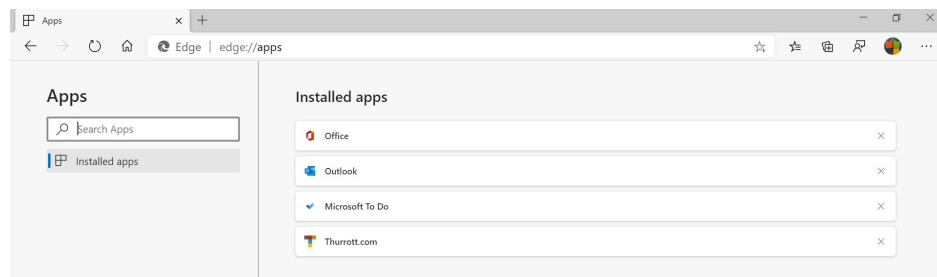 Apps
Edge | edge://apps
Apps
Search Apps
Installed apps
Installed apps
Office
Outlook
Microsoft To Do
Thurrott.com